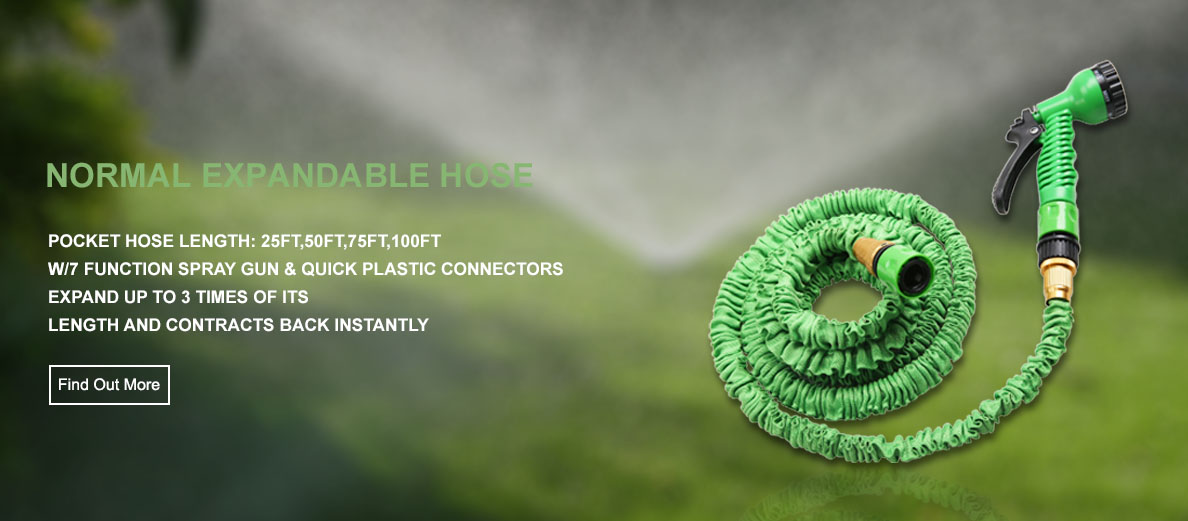 NORMAL EXPANDABLE HOSE
POCKET HOSE LENGTH: 25FT,50FT,75FT,100FT
W/7 FUNCTION SPRAY GUN & QUICK PLASTIC CONNECTORS
EXPAND UP TO 3 TIMES OF ITS
LENGTH AND CONTRACTS BACK INSTANTLY
Find Out More